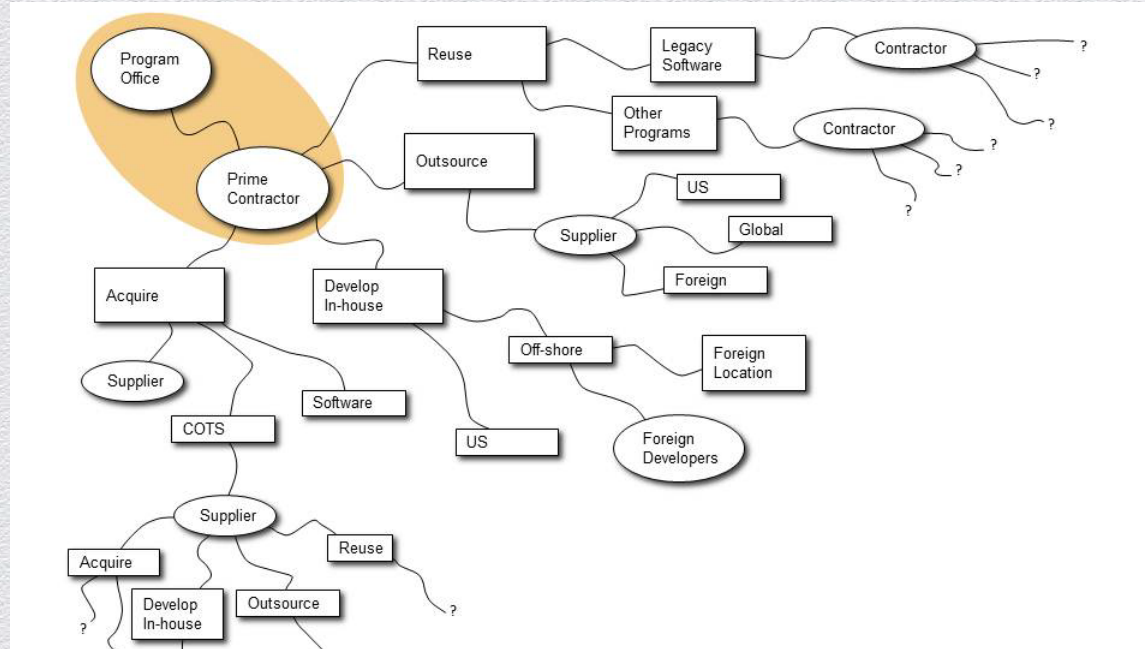 Program
Office
Reuse
Legacy
Software
Contractor
?
?
?
Other
Programs
Contractor
?
?
?
Prime
Contractor
Outsource
US
Supplier
Global
Foreign
Acquire
Develop
In-house
Off-shore
Foreign
Location
Supplier
Software
COTS
US
Foreign
Developers
Supplier
Acquire
Reuse
?
Develop
In-house
Outsource
?